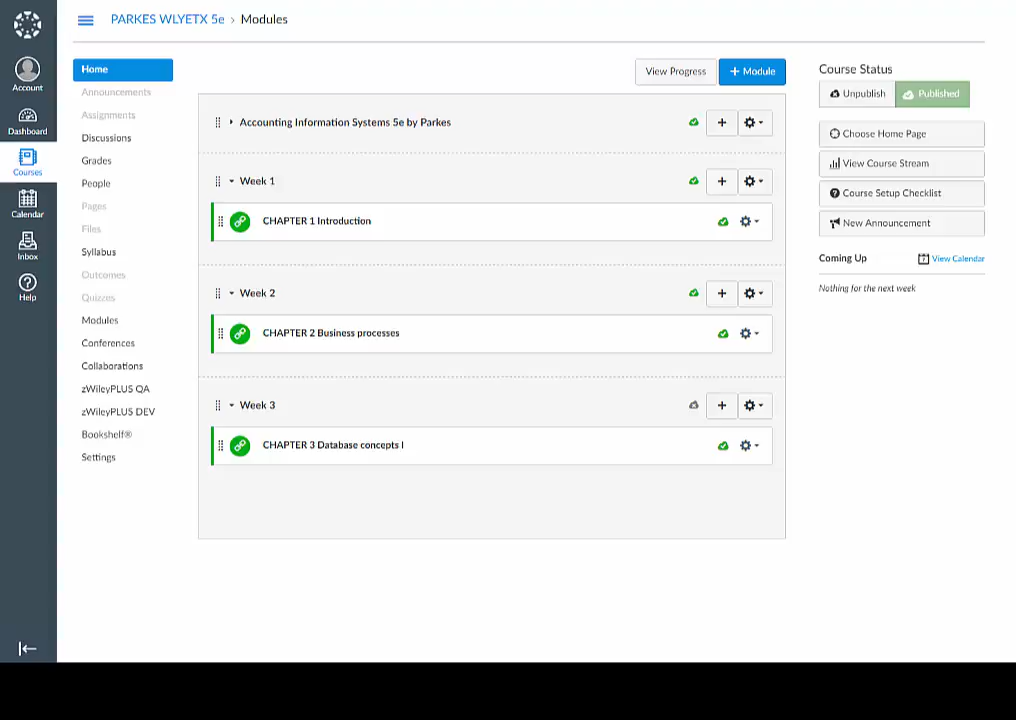 PARKES WLYETX 5e › Modules
Account
Dashboard
Courses
Calendar
Inbox
Help
Home
Announcements
Assignments
Discussions
Grades
People
Pages
Files
Syllabus
Outcomes
Quizzes
Modules
Conferences
Collaborations
zWileyPLUS QA
zWileyPLUS DEV
Bookshelf®
Settings
View Progress
+ Module
Accounting Information Systems 5e by Parkes
Week 1
CHAPTER 1 Introduction
Week 2
CHAPTER 2 Business processes
Week 3
CHAPTER 3 Database concepts I
Course Status
Unpublish
Published
Choose Home Page
View Course Stream
Course Setup Checklist
New Announcement
Coming Up
View Calendar
Nothing for the next week